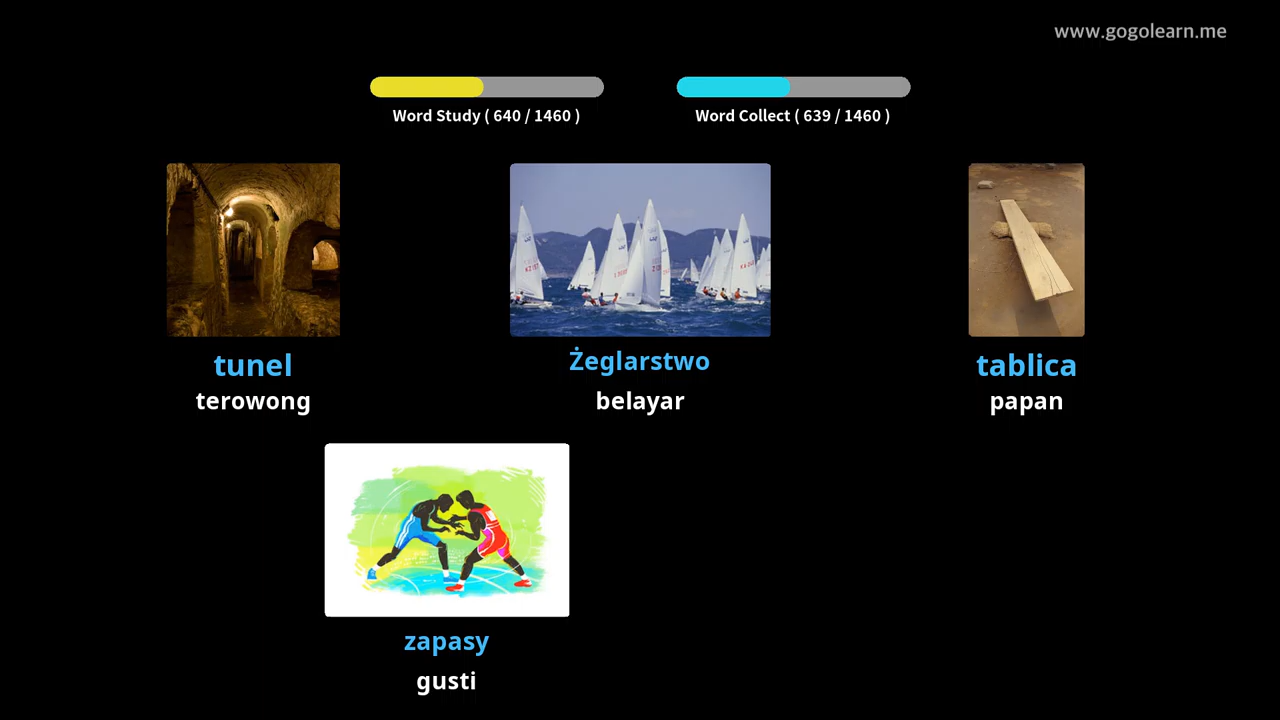 www.gogolearn.me
Word Study ( 640 / 1460 )
Word Collect ( 639 / 1460 )
tunel
terowong
Żeglarstwo
belayar
tablica
papan
zapasy
gusti